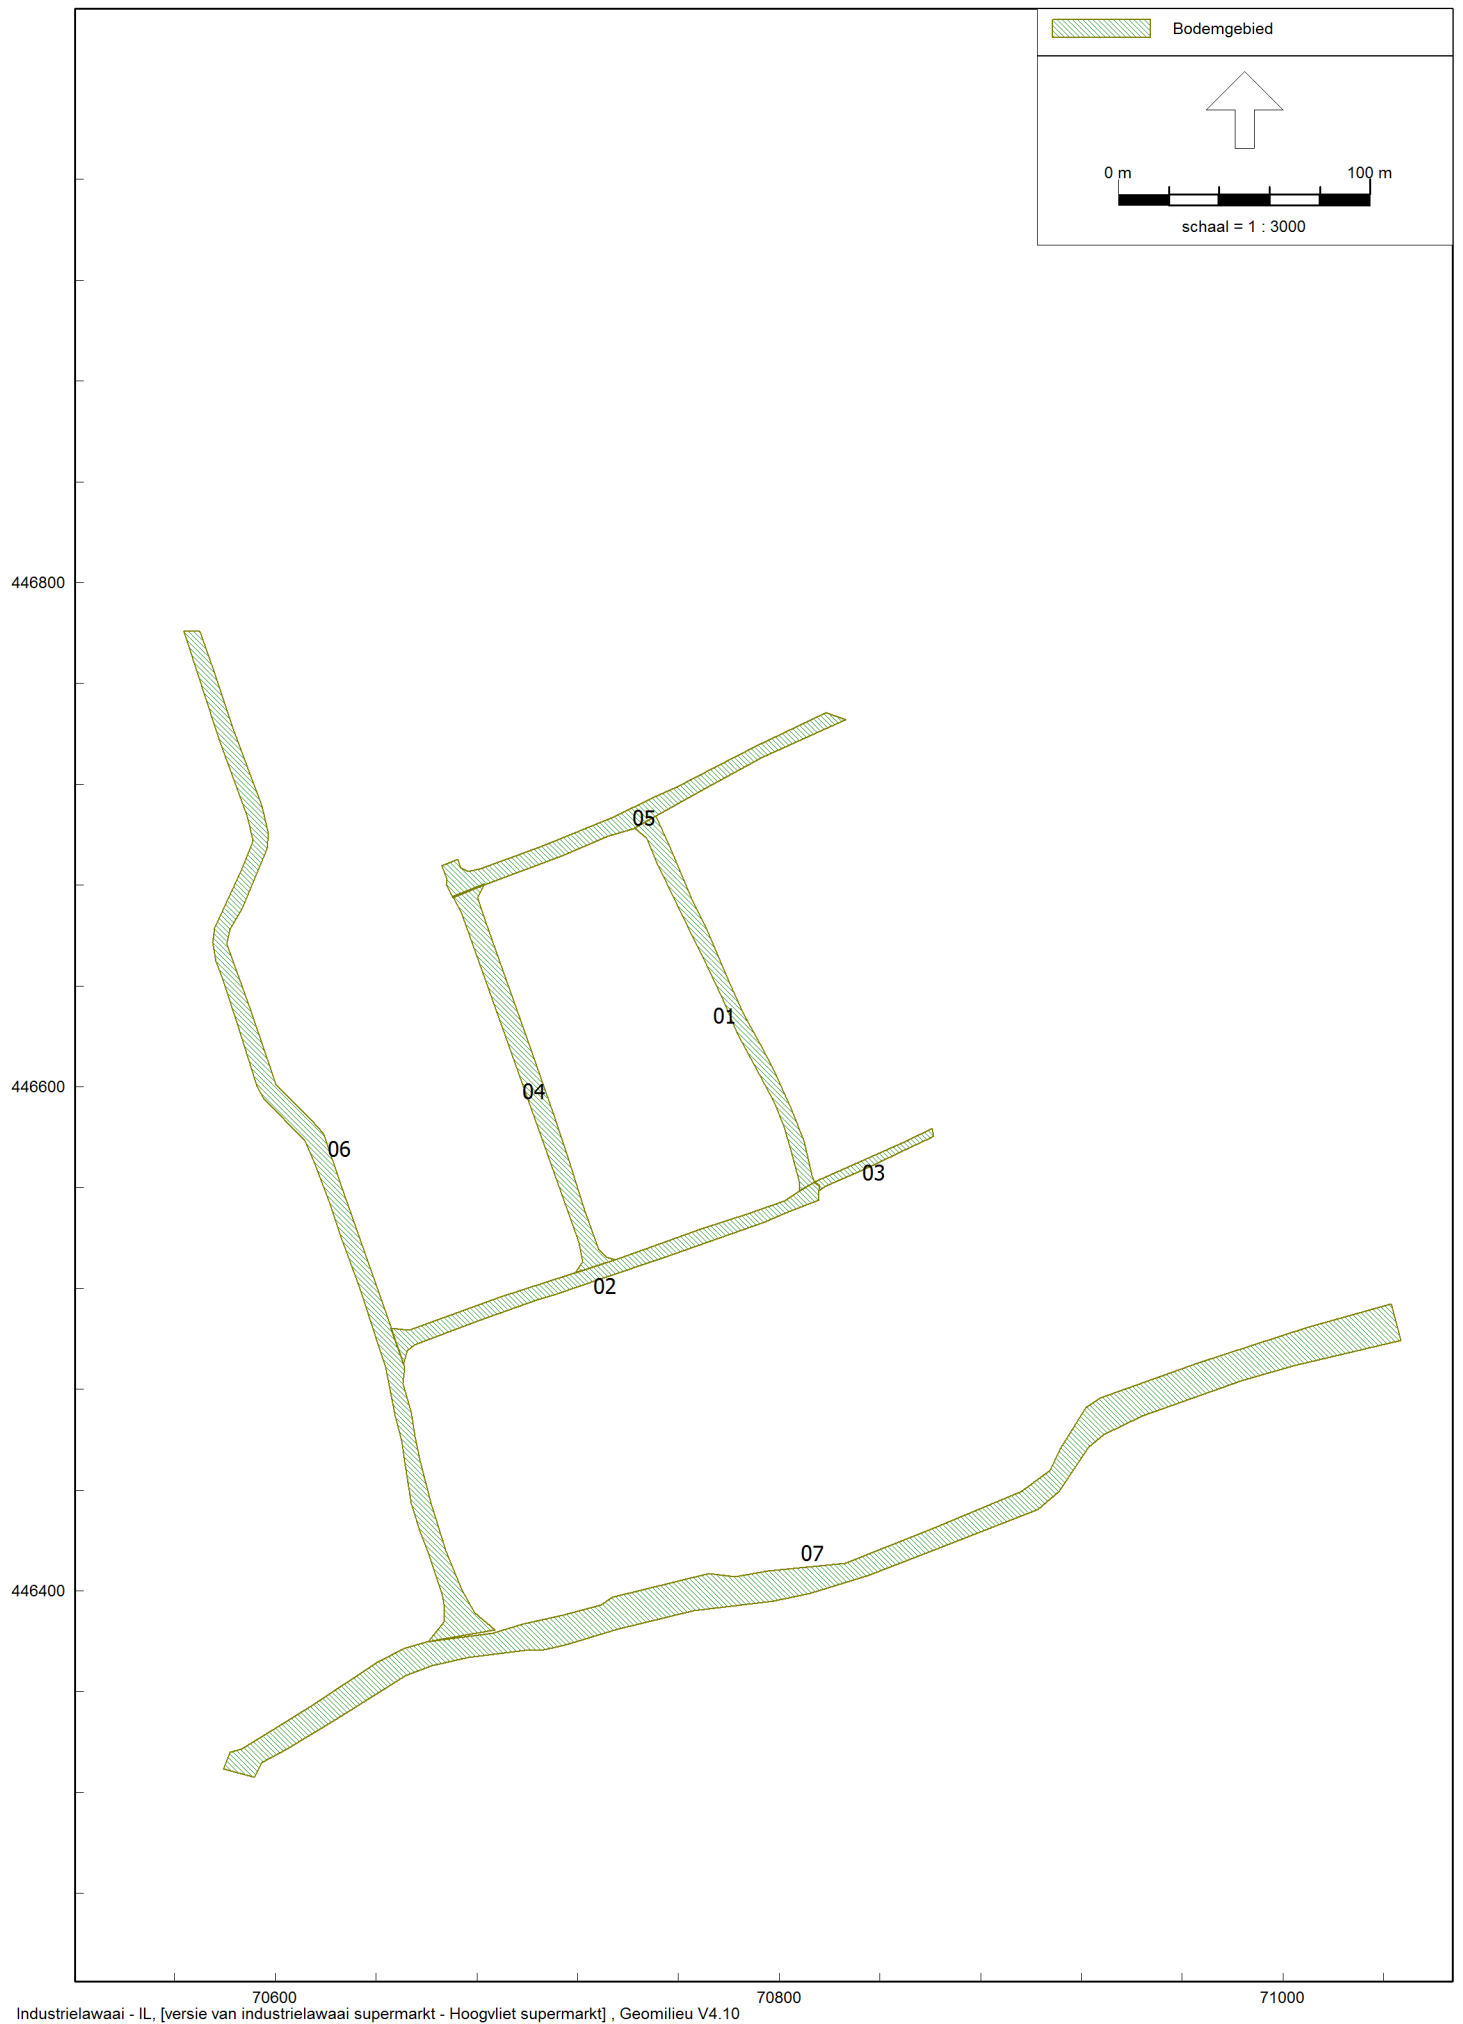 Bodemgebied
0 m 100 m
schaal = 1 : 3000
446800
05
01
04
06
03
02
07
446600
446400
70600 70800 71000
Industrielawaai - IL, [versie van industrielawaai supermarkt - Hoogvliet supermarkt] , Geomilieu V4.10